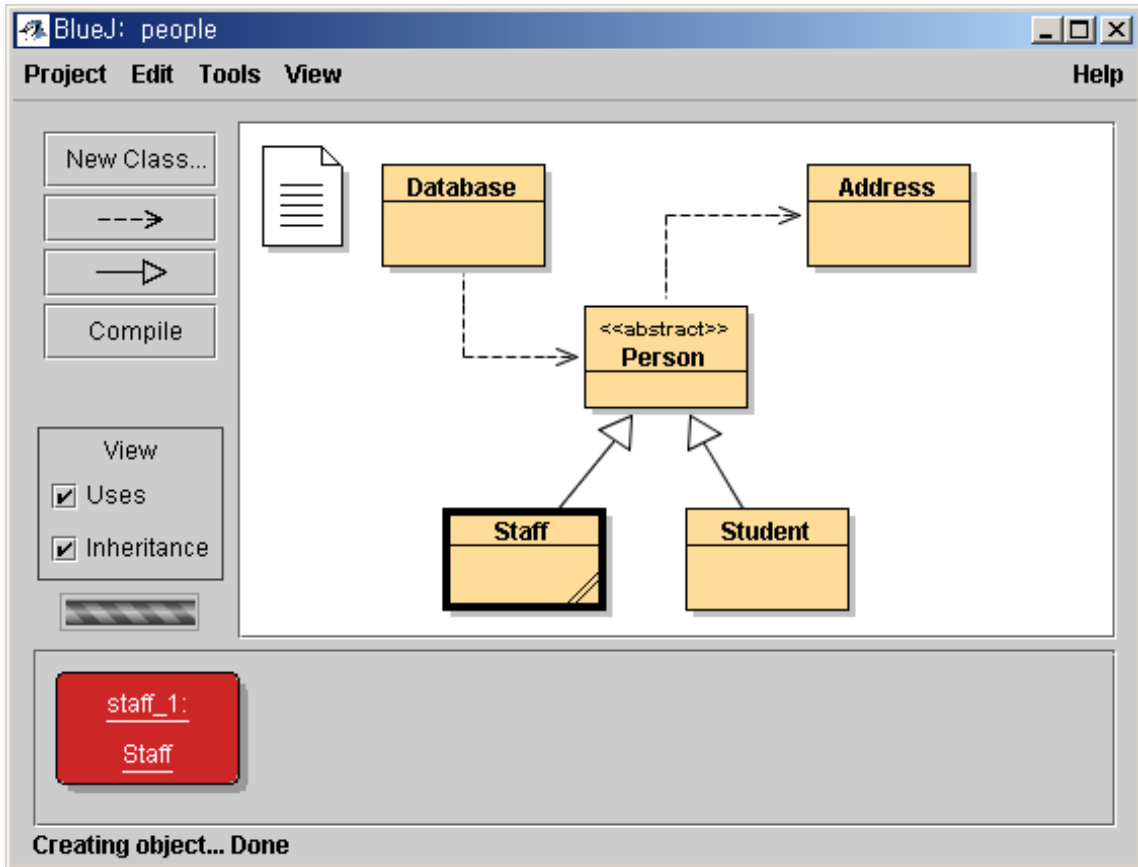 BlueJ: people
Project Edit Tools View Help
New Class...
Compile
View
Uses
Inheritance
Database
Address
<<abstract>>
Person
Staff
Student
staff_1:
Staff
Creating object... Done